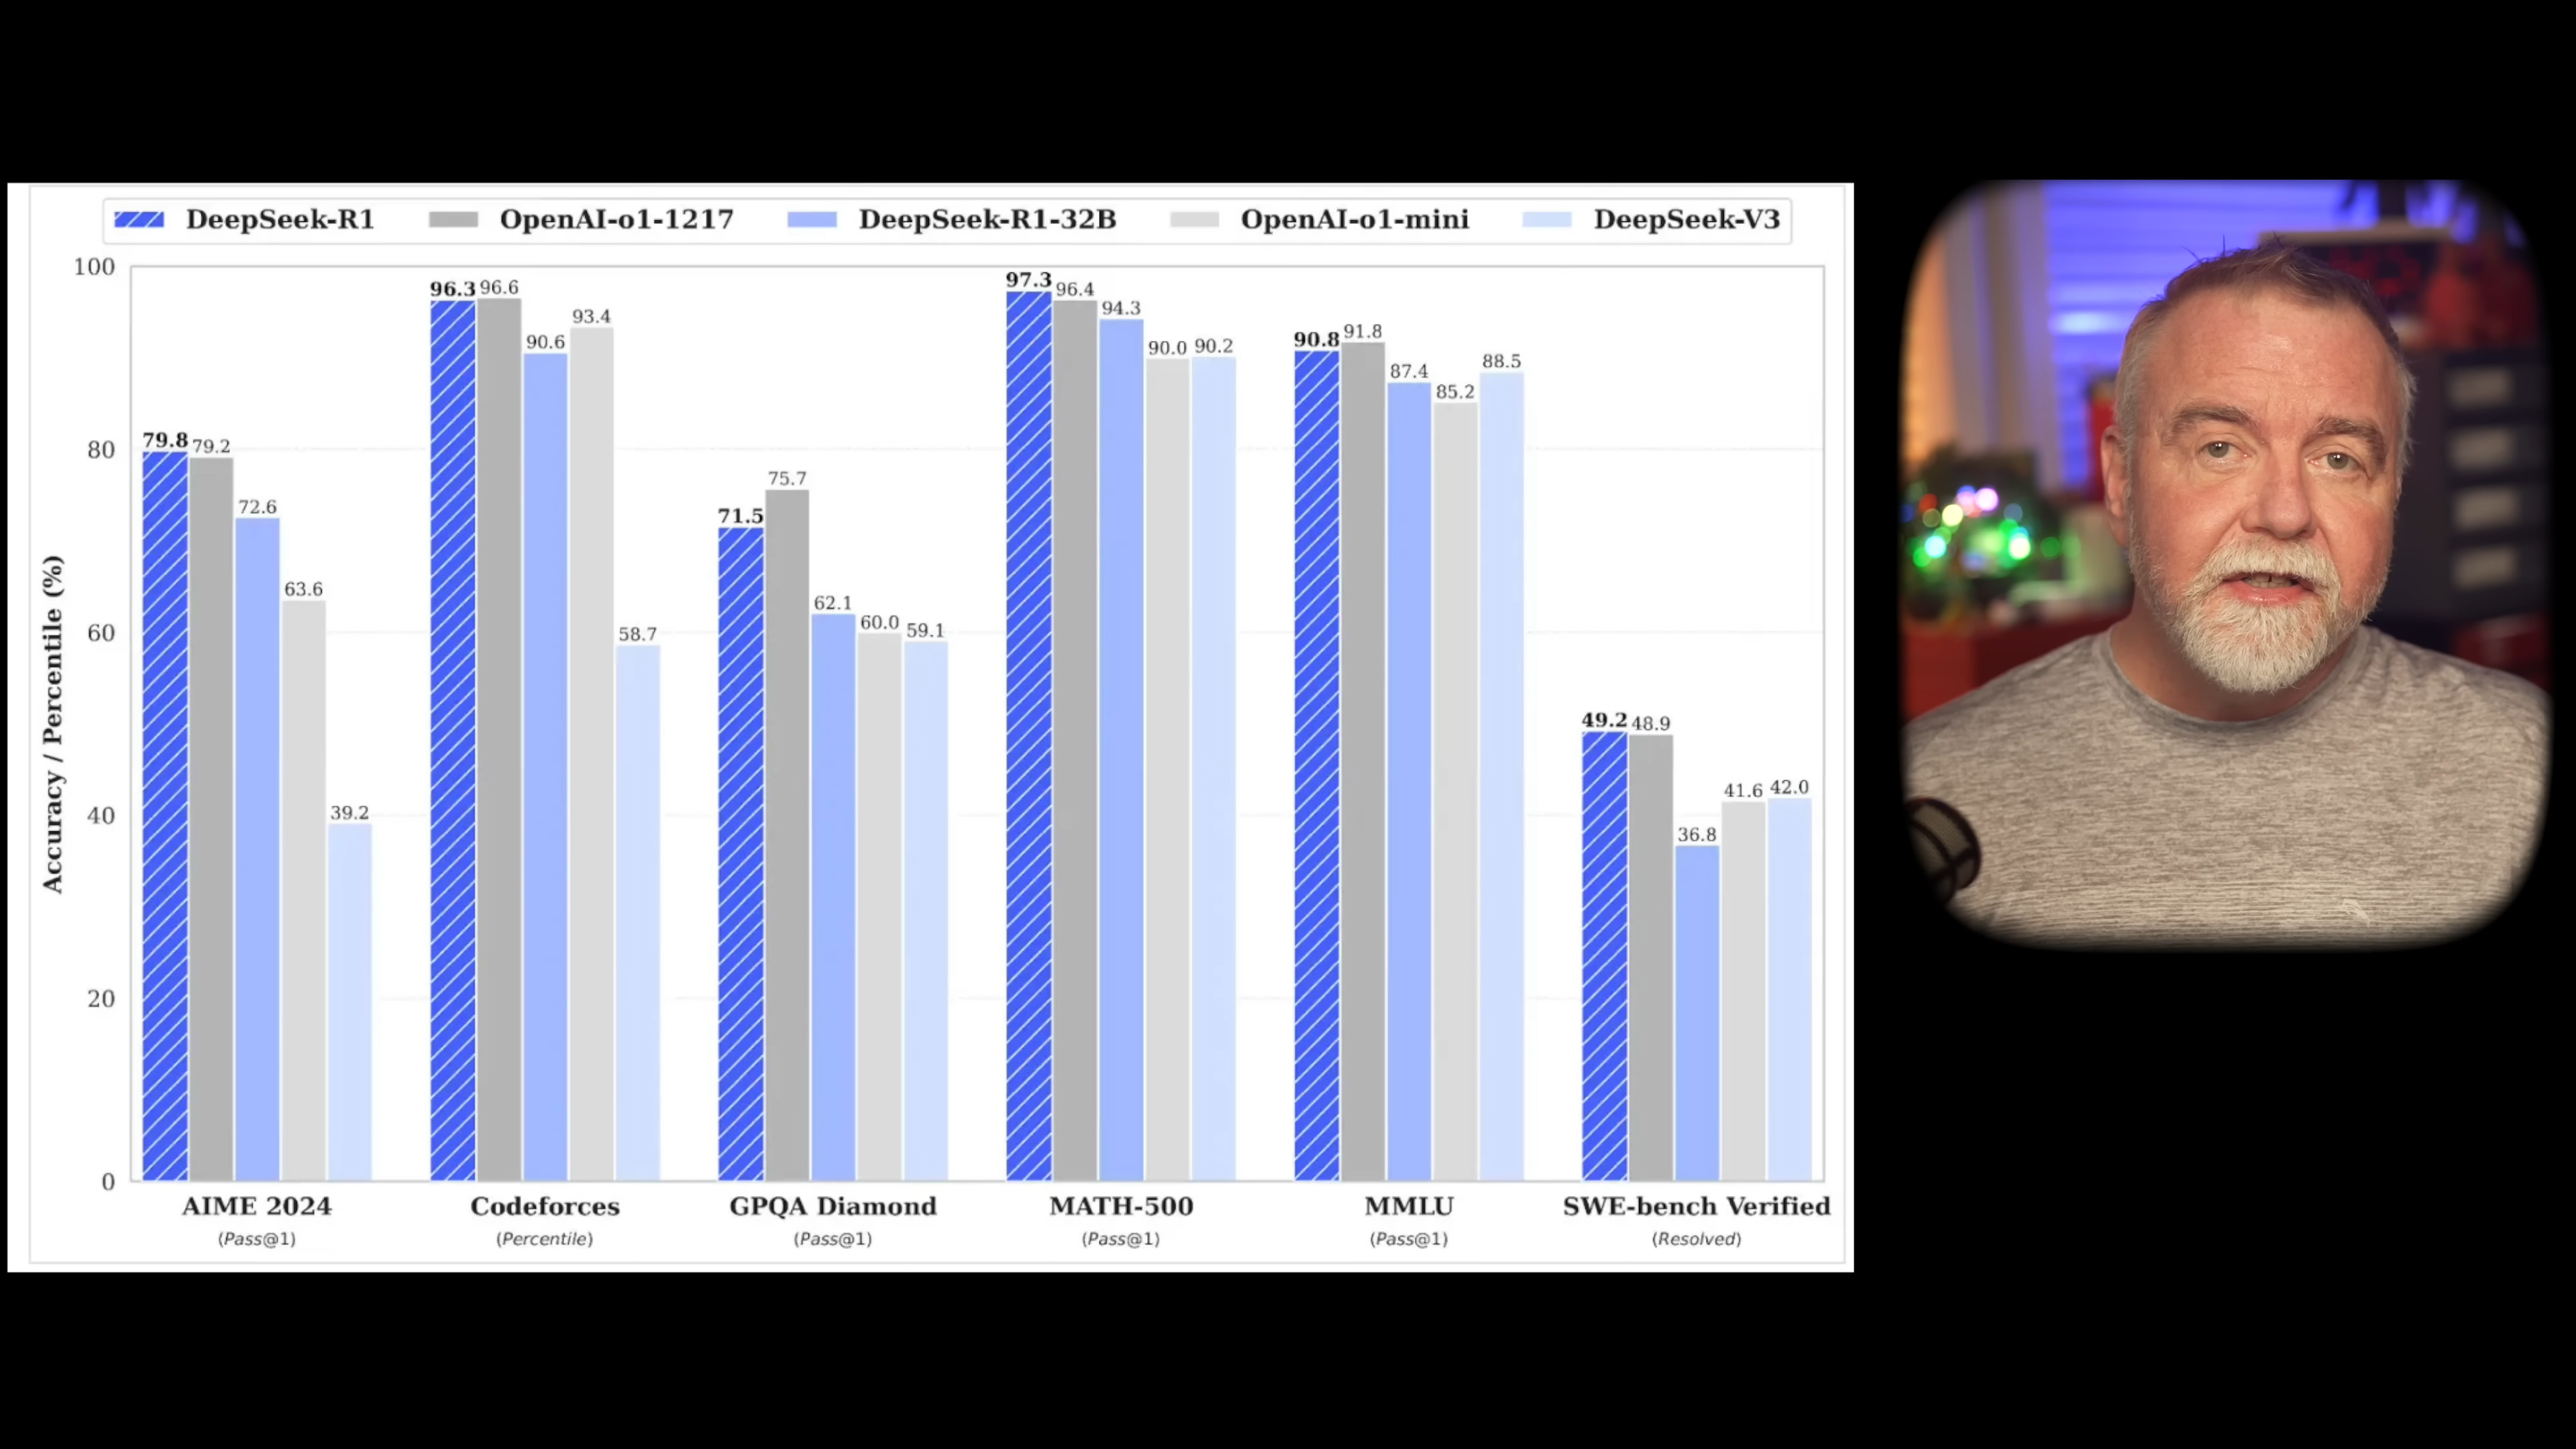 DeepSeek-R1 OpenAI-o1-1217 DeepSeek-R1-32B OpenAI-o1-mini DeepSeek-V3
Accuracy / Percentile (%)
100
80
60
40
20
0
79.8 79.2 72.6 63.6 39.2
96.3 96.6 90.6 93.4 58.7
71.5 75.7 62.1 60.0 59.1
97.3 96.4 94.3 90.0 90.2
90.8 91.8 87.4 85.2 88.5
49.2 48.9 36.8 41.6 42.0
AIME 2024
(Pass@1)
Codeforces
(Percentile)
GPQA Diamond
(Pass@1)
MATH-500
(Pass@1)
MMLU
(Pass@1)
SWE-bench Verified
(Resolved)